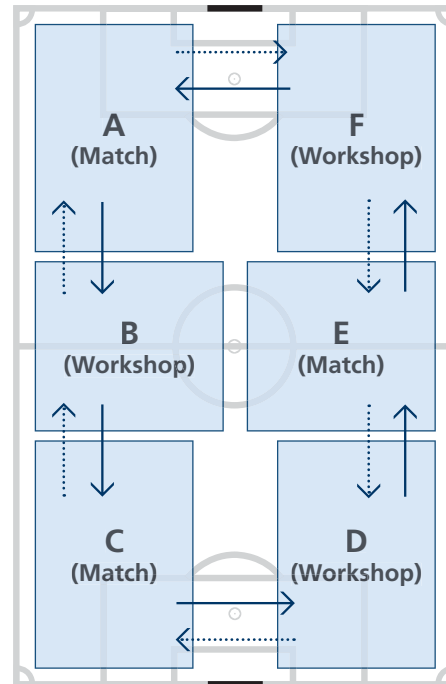 A
(Match)
F
(Workshop)
B
(Workshop)
E
(Match)
C
(Match)
D
(Workshop)